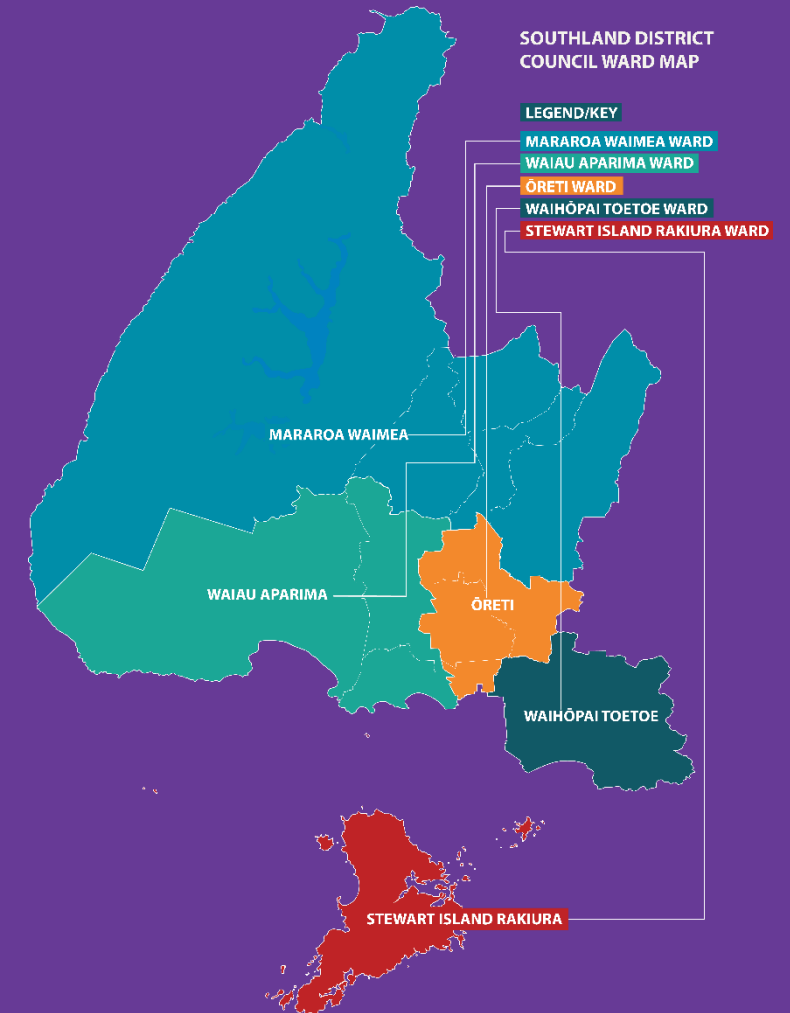 SOUTHLAND DISTRICT
COUNCIL WARD MAP
LEGEND/KEY
MARAROA WAIMEA WARD
WAIAU APARIMA WARD
ŌRETI WARD
WAIHŌPAI TOETOE WARD
STEWART ISLAND RAKIURA WARD
MARAROA WAIMEA
WAIAU APARIMA
ŌRETI
WAIHŌPAI TOETOE
STEWART ISLAND RAKIURA